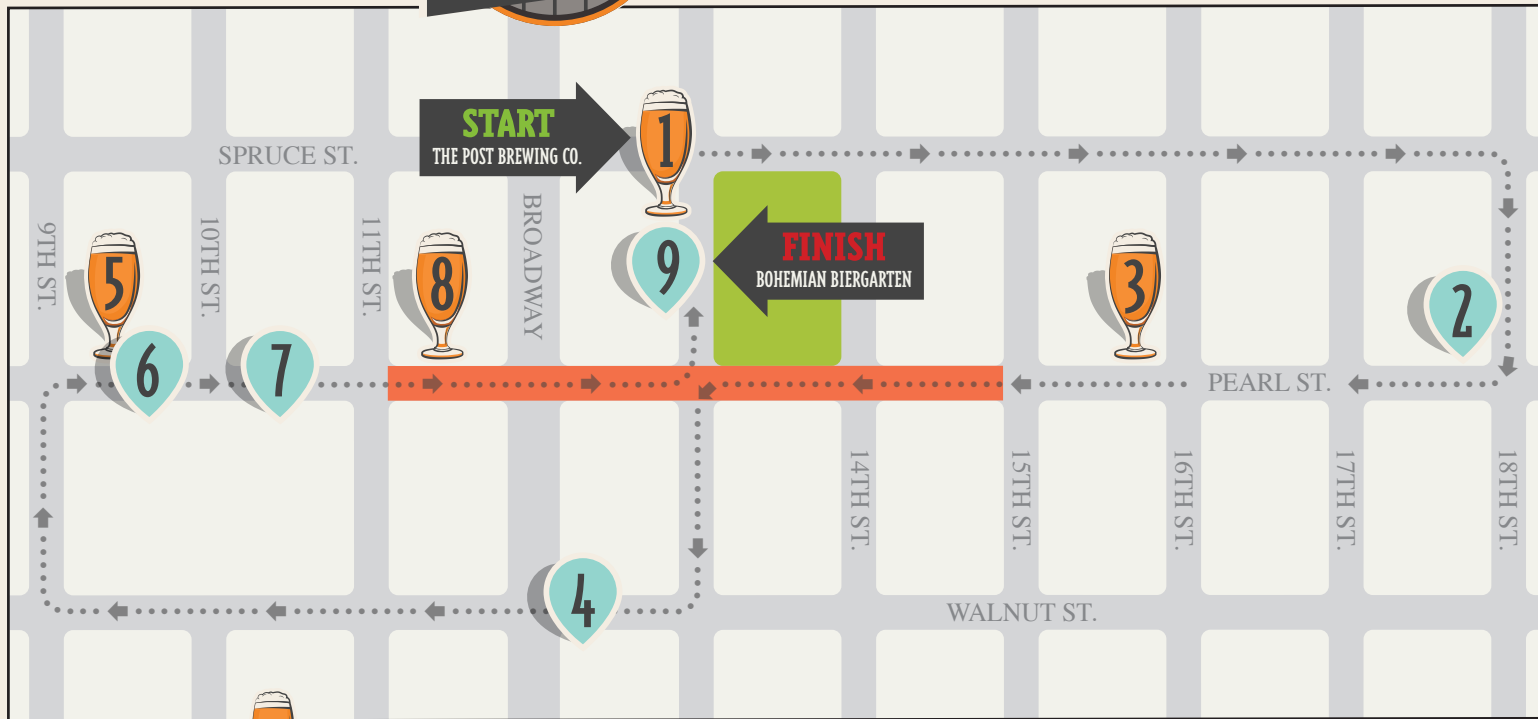 START
THE POST BREWING CO.
1
SPRUCE ST.
9TH ST.
10TH ST.
11TH ST.
BROADWAY
5
8
9
FINISH
BOHEMIAN BIERGARTEN
3
2
6
7
PEARL ST.
14TH ST.
15TH ST.
16TH ST.
17TH ST.
18TH ST.
4
WALNUT ST.